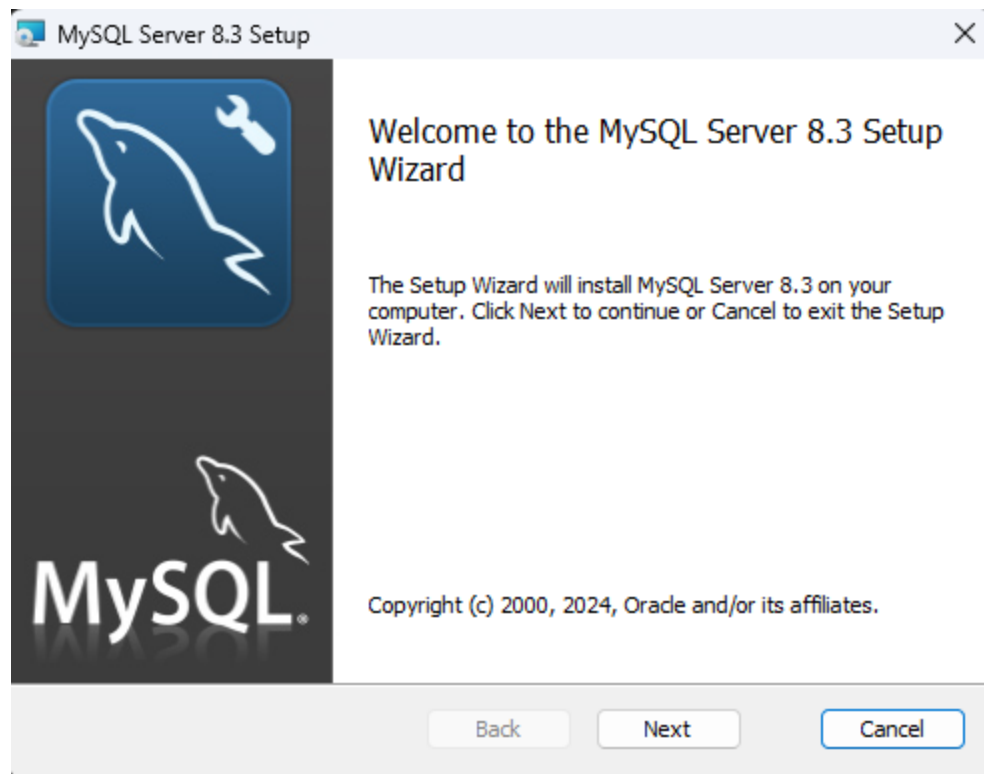 MySQL Server 8.3 Setup
Welcome to the MySQL Server 8.3 Setup
Wizard
The Setup Wizard will install MySQL Server 8.3 on your
computer. Click Next to continue or Cancel to exit the Setup
Wizard.
MySQL®
Copyright (c) 2000, 2024, Oracle and/or its affiliates.
Back Next Cancel